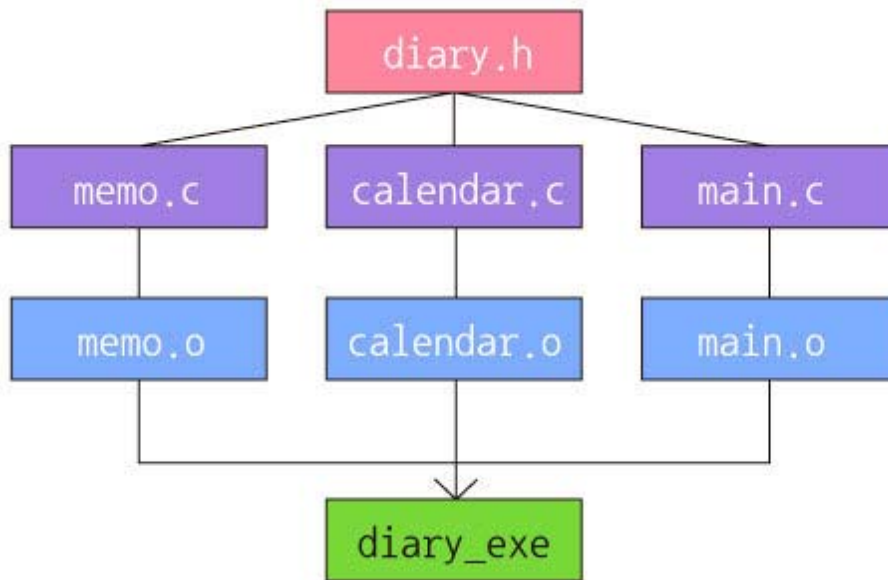 diary.h
memo.c
calendar.c
main.c
memo.o
calendar.o
main.o
diary_exe